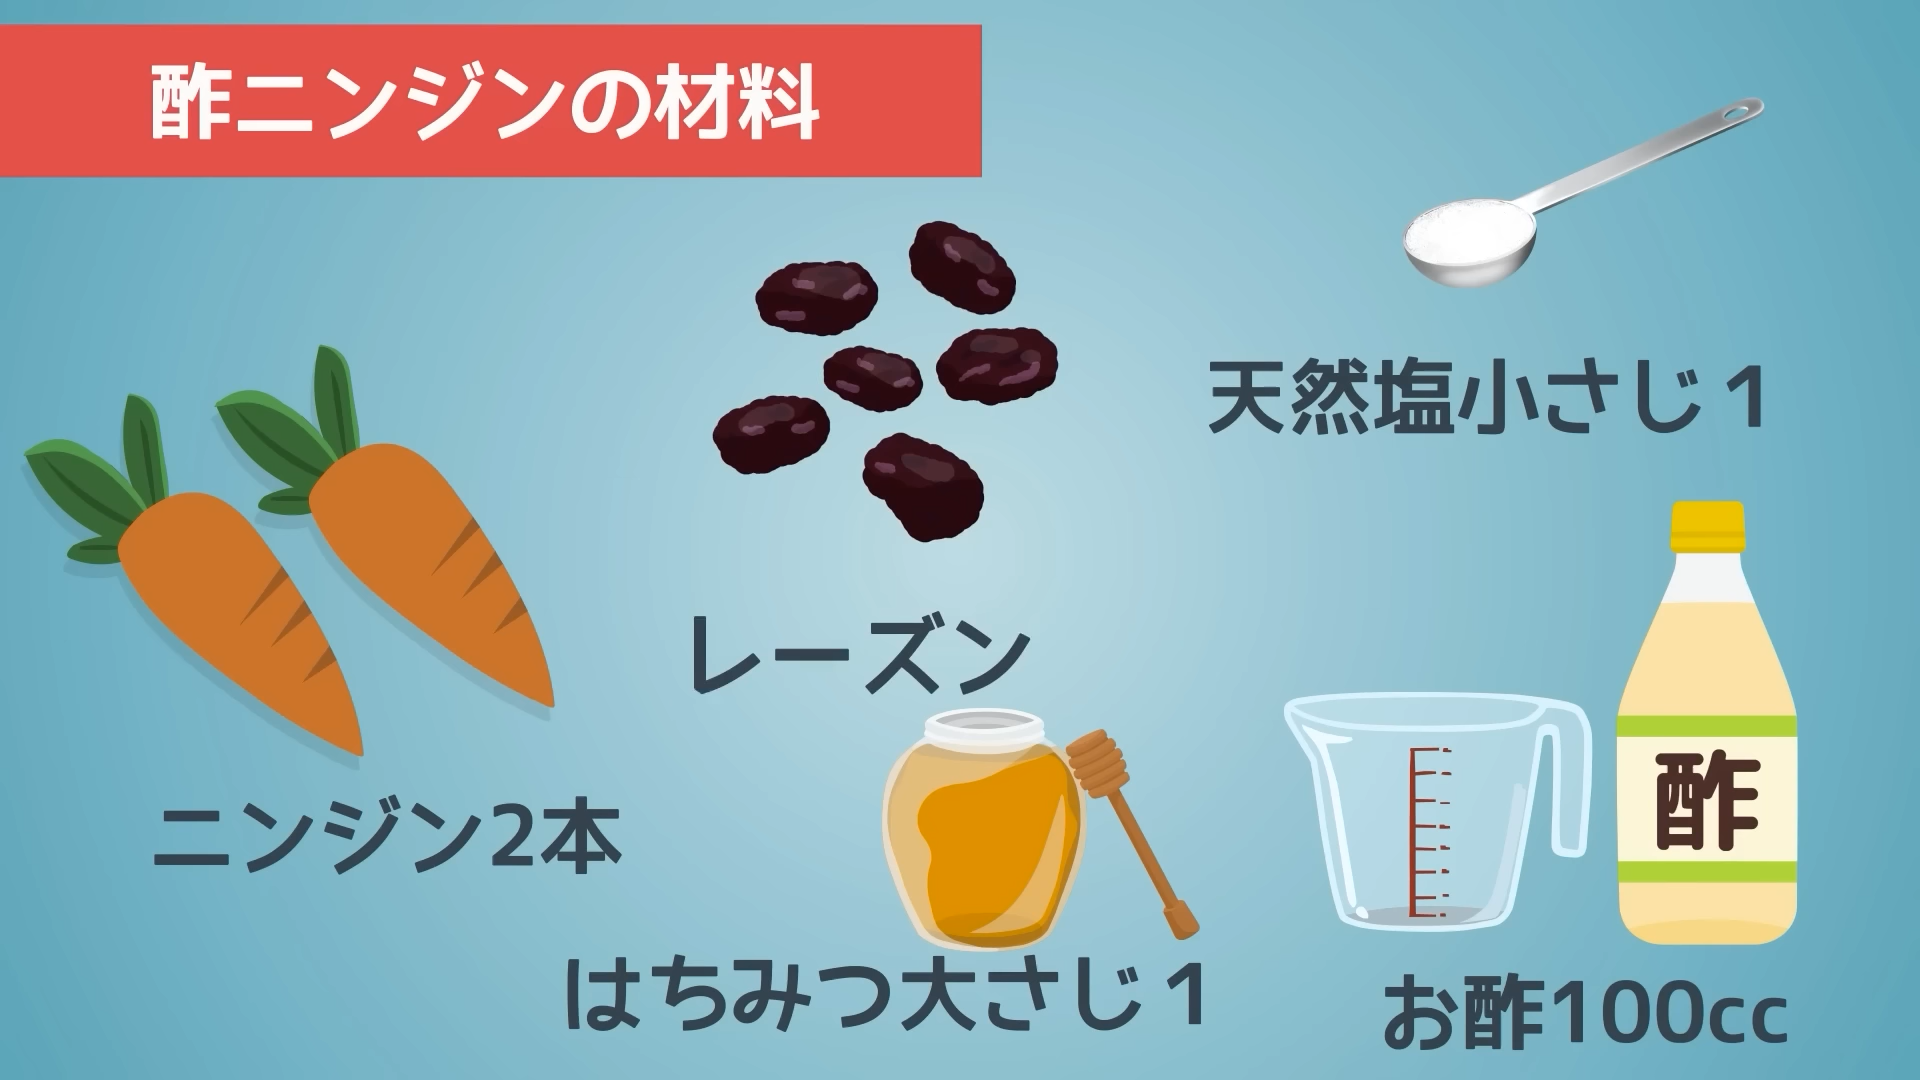 酢ニンジンの材料
天然塩小さじ1
レーズン
ニンジン2本
酢
はちみつ大さじ1
お酢100cc